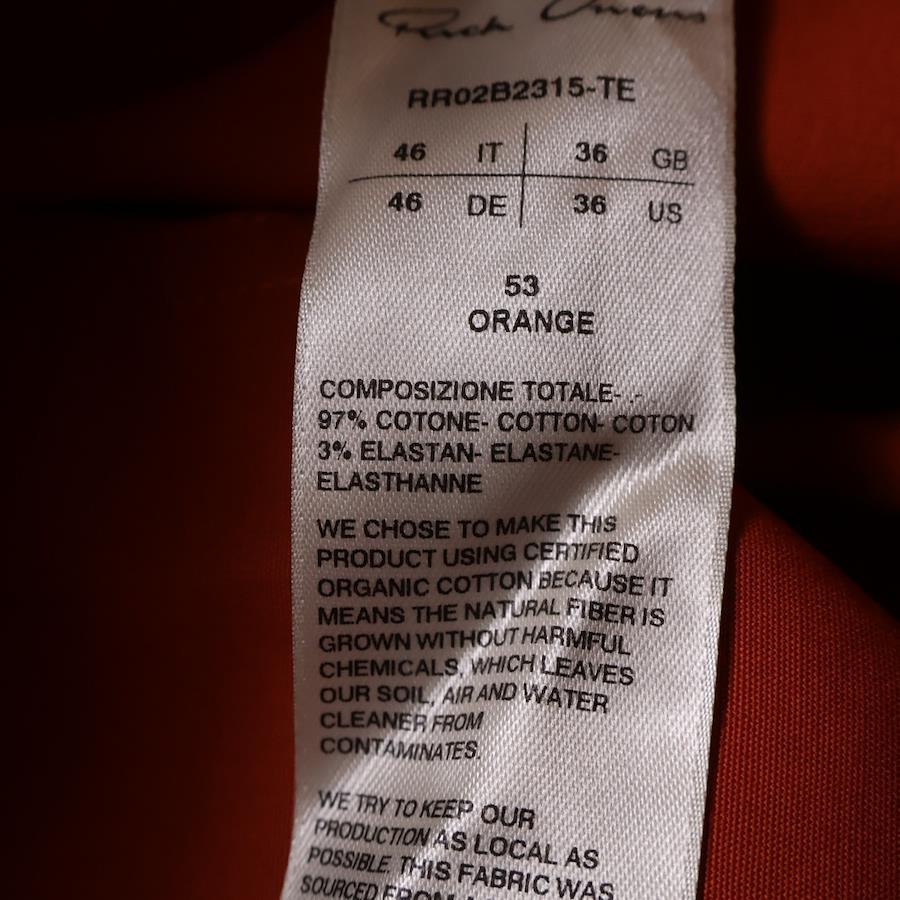 Rick Owens
RR02B2315-TE
46 IT 36 GB
46 DE 36 US
53
ORANGE
COMPOSIZIONE TOTALE- .-
97% COTONE- COTTON- COTON
3% ELASTAN- ELASTANE-
ELASTHANNE
WE CHOSE TO MAKE THIS
PRODUCT USING CERTIFIED
ORGANIC COTTON BECAUSE IT
MEANS THE NATURAL FIBER IS
GROWN WITHOUT HARMFUL
CHEMICALS, WHICH LEAVES
OUR SOIL, AIR AND WATER
CLEANER FROM
CONTAMINATES.
WE TRY TO KEEP OUR
PRODUCTION AS LOCAL AS
POSSIBLE. THIS FABRIC WAS
SOURCED FROM